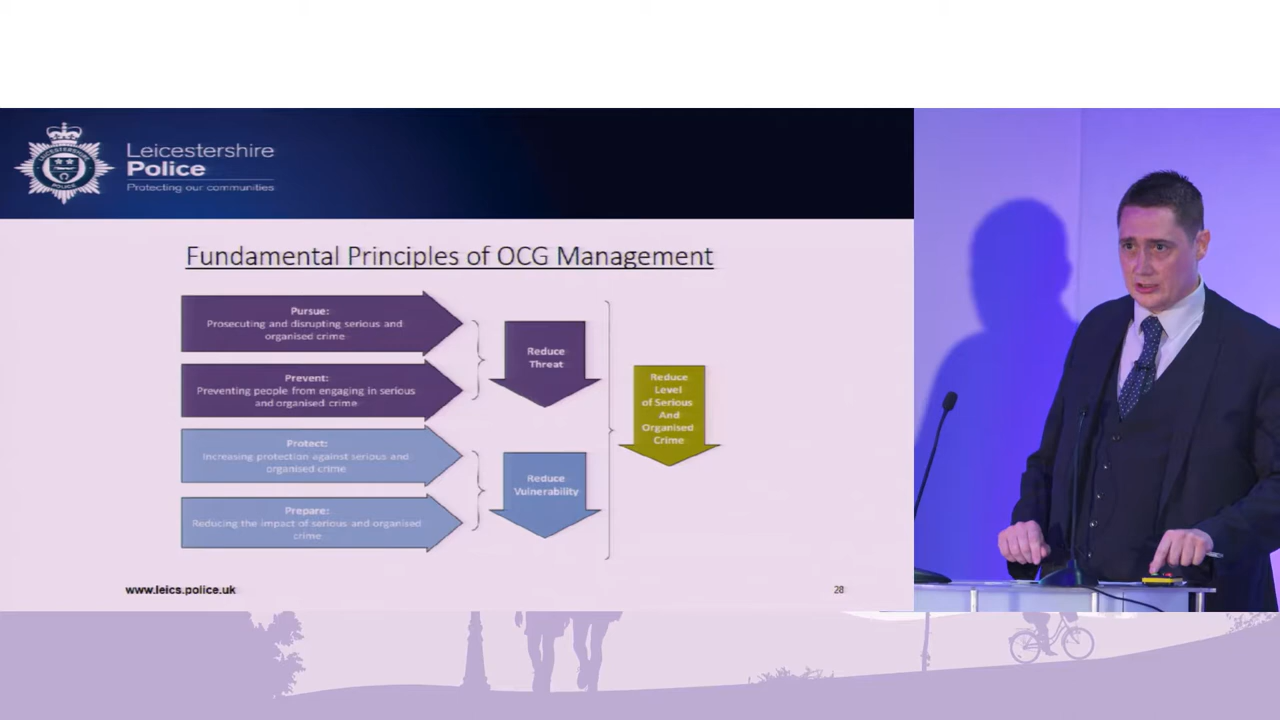 Leicestershire
Police
Protecting our communities
Fundamental Principles of OCG Management
Pursue:
Prosecuting and disrupting serious and
organised crime
Prevent:
Preventing people from engaging in serious
and organised crime
Protect:
Increasing protection against serious and
organised crime
Prepare:
Reducing the impact of serious and organised
crime
Reduce
Threat
Reduce
Vulnerability
Reduce
Level
of Serious
And
Organised
Crime
www.leics.police.uk
28